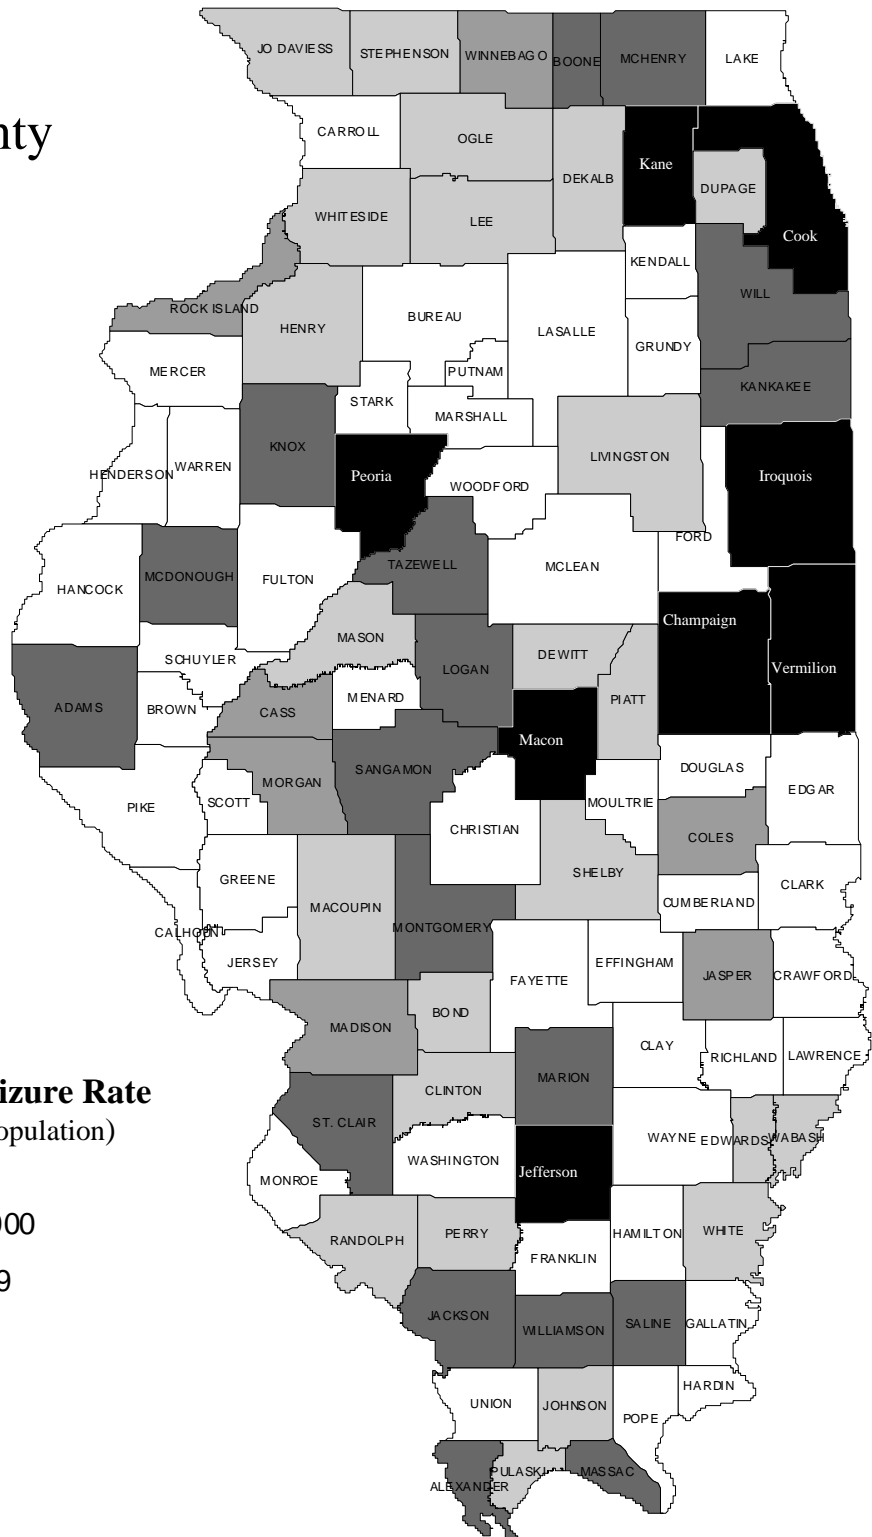 JO DAVIESS
STEPHENSON
WINNEBAGO
BOONE
MCHENRY
LAKE
nty
CARROLL
OGLE
DEKALB
Kane
DUPAGE
Cook
WHITESIDE
LEE
KENDALL
ROCK ISLAND
HENRY
BUREAU
LASALLE
GRUNDY
WILL
MERCER
PUTNAM
STARK
MARSHALL
KANKAKEE
KNOX
HENDERSON
WARREN
Peoria
WOODFORD
LIVINGSTON
Iroquois
FORD
HANCOCK
MCDONOUGH
FULTON
TAZEWELL
MCLEAN
MASON
Champaign
SCHUYLER
LOGAN
DEWITT
Vermilion
ADAMS
BROWN
CASS
MENARD
PIATT
Macon
PIKE
SCOTT
MORGAN
SANGAMON
DOUGLAS
EDGAR
CHRISTIAN
MOULTRIE
COLES
GREENE
MACOUPIN
SHELBY
CLARK
CUMBERLAND
CALHOUN
MONTGOMERY
JERSEY
FAYETTE
EFFINGHAM
JASPER
CRAWFORD
MADISON
BOND
CLAY
RICHLAND
LAWRENCE
CLINTON
MARION
izure Rate
opulation)
ST. CLAIR
WAYNE
EDWARDS
WABASH
WASHINGTON
Jefferson
MONROE
000
RANDOLPH
PERRY
HAMILTON
WHITE
FRANKLIN
9
JACKSON
WILLIAMSON
SALINE
GALLATIN
UNION
JOHNSON
POPE
HARDIN
ALEXANDER
PULASKI
MASSAC